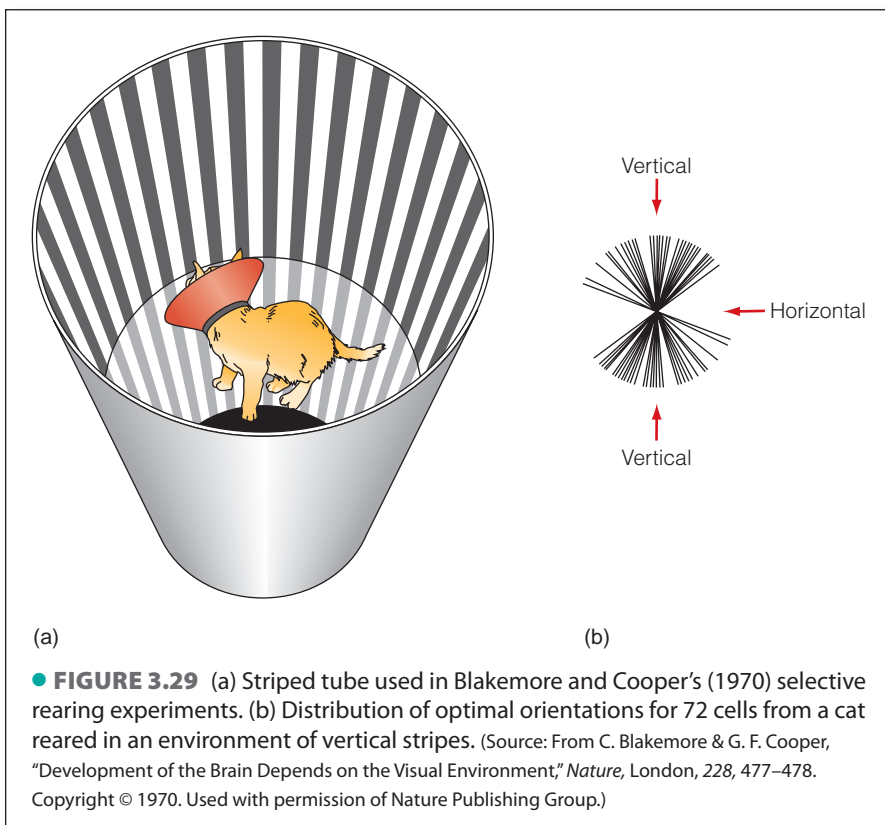 Vertical
Horizontal
Vertical
(a)
(b)
● FIGURE 3.29 (a) Striped tube used in Blakemore and Cooper’s (1970) selective
rearing experiments. (b) Distribution of optimal orientations for 72 cells from a cat
reared in an environment of vertical stripes. (Source: From C. Blakemore & G. F. Cooper,
“Development of the Brain Depends on the Visual Environment,” Nature, London, 228, 477–478.
Copyright © 1970. Used with permission of Nature Publishing Group.)